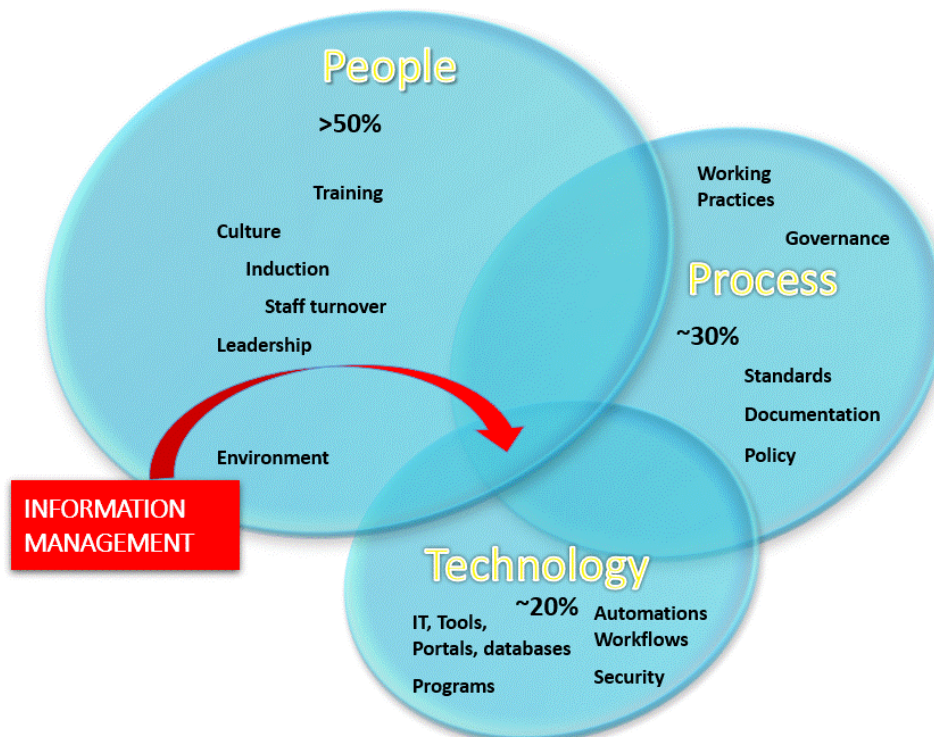 People
>50%
Training
Culture
Induction
Staff turnover
Leadership
Environment
INFORMATION
MANAGEMENT
Working
Practices
Governance
Process
~30%
Standards
Documentation
Policy
Technology
~20%
IT, Tools,
Portals, databases
Programs
Automations
Workflows
Security